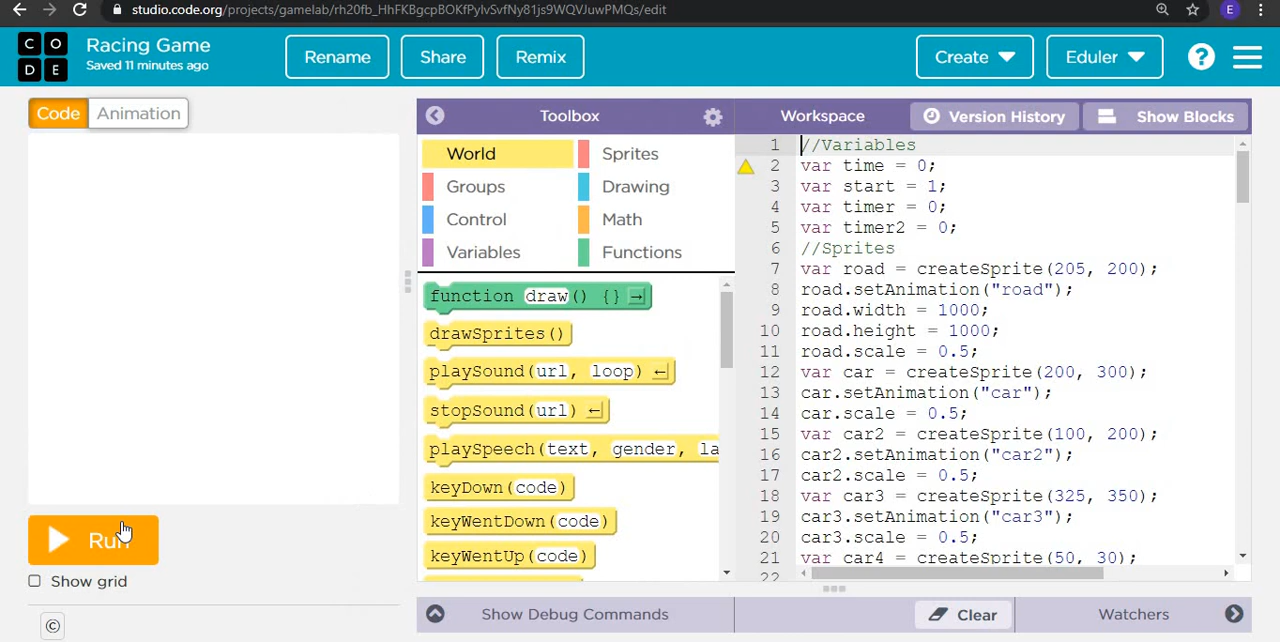 studio.code.org/projects/gamelab/rh20fb_HhFKBgcpBOKfPylvSvfNy81js9WQVJuwPMQs/edit
E
C O
D E
Racing Game
Saved 11 minutes ago
Rename
Share
Remix
Create
Eduler
?
Code
Animation
Toolbox
Workspace
Version History
Show Blocks
World
Sprites
Groups
Drawing
Control
Math
Variables
Functions
function draw() {}
drawSprites()
playSound(url, loop)
stopSound(url)
playSpeech(text, gender, la
keyDown(code)
keyWentDown(code)
keyWentUp(code)
1 //Variables
2 var time = 0;
3 var start = 1;
4 var timer = 0;
5 var timer2 = 0;
6 //Sprites
7 var road = createSprite(205, 200);
8 road.setAnimation("road");
9 road.width = 1000;
10 road.height = 1000;
11 road.scale = 0.5;
12 var car = createSprite(200, 300);
13 car.setAnimation("car");
14 car.scale = 0.5;
15 var car2 = createSprite(100, 200);
16 car2.setAnimation("car2");
17 car2.scale = 0.5;
18 var car3 = createSprite(325, 350);
19 car3.setAnimation("car3");
20 car3.scale = 0.5;
21 var car4 = createSprite(50, 30);
22
Run
Show grid
©
Show Debug Commands
Clear
Watchers